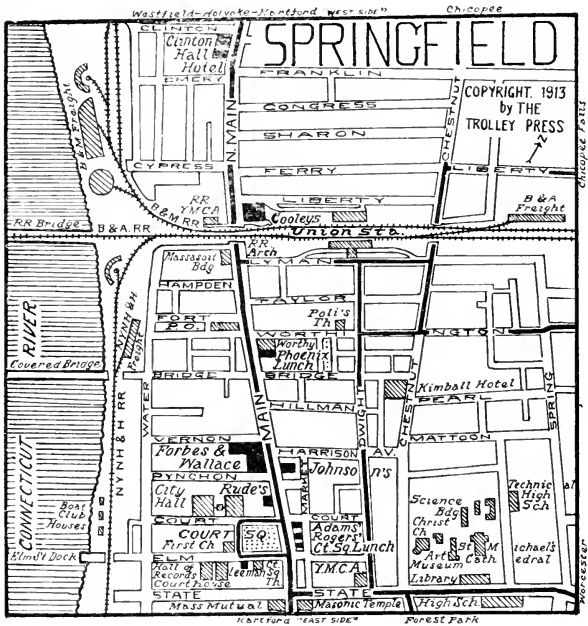 Westfield-Holyoke-Hartford "WEST SIDE"
Chicopee
SPRINGFIELD
COPYRIGHT. 1913
by THE
TROLLEY PRESS
N
CLINTON
Clinton
Hall
Hotel
EMERY
FRANKLIN
CONGRESS
SHARON
N. MAIN
CHESTNUT
B & M Freight
CYPRESS
FERRY
LIBERTY
Chicopee Falls
RR
YMCA
B&M RR
LIBERTY
Cooleys
B & A
Freight
RR Bridge
B & A. RR
Union Sta.
RR
Arch
Massasoit
Bdg
LYMAN
HAMPDEN
TAYLOR
NYNH & H.
Freight
FORT
P.O.
Poli's
Th
WORTHINGTON
Worthy
Phoenix
Lunch
RIVER
Covered Bridge
BRIDGE
BRIDGE
Kimball Hotel
PEARL
SPRING
WATER
MAIN
HILLMAN
DWIGHT
CHESTNUT
MATTOON
VERNON
HARRISON AV.
Forbes &
Wallace
Johnson's
PYNCHON
MARKET
NYNH & H RR
CONNECTICUT
City
Hall
Rude's
Technical
High
Sch
Science
Bdg
Boat
Club
Houses
COURT
COURT
SQ.
COURT
Adams'
Rogers'
Ct. Sq. Lunch
Christ
Ch
First Ch
St Michael's
Cathedral
Art
Museum
Elm St Dock
ELM
Hall of
Records
Courthouse
Ct
Sq
Th
Y.M.C.A
Library
Worcester
STATE
STATE
Mass Mutual
Masonic Temple
High Sch.
Hartford "EAST SIDE"
Forest Park